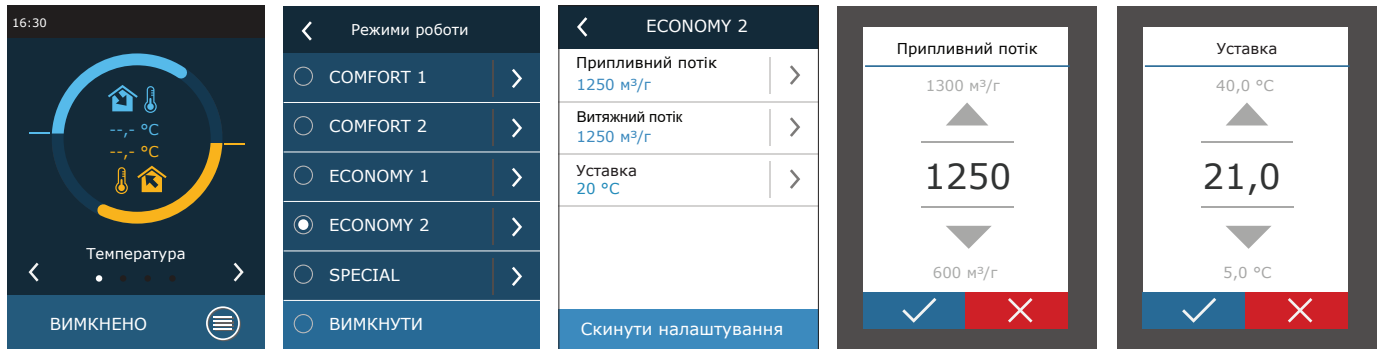 16:30
--,- °C
--,- °C
Температура
ВИМКНЕНО
Режими роботи
COMFORT 1
COMFORT 2
ECONOMY 1
ECONOMY 2
SPECIAL
ВИМКНУТИ
ECONOMY 2
Припливний потік
1250 м³/г
Витяжний потік
1250 м³/г
Уставка
20 °C
Скинути налаштування
Припливний потік
1300 м³/г
1250
600 м³/г
Уставка
40,0 °C
21,0
5,0 °C